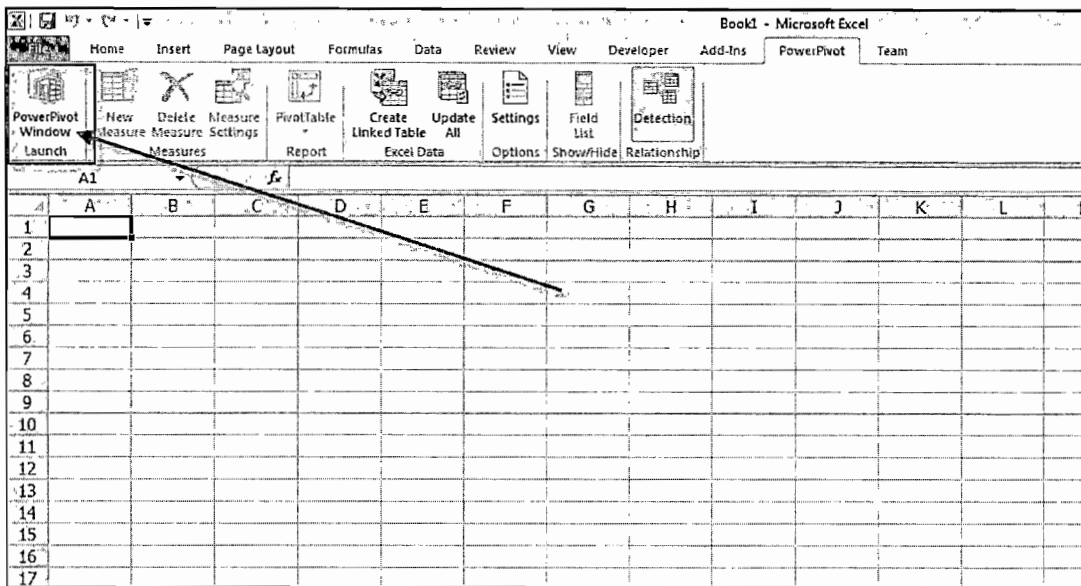 Book1 - Microsoft Excel
File Home Insert Page Layout Formulas Data Review View Developer Add-Ins PowerPivot Team
PowerPivot Window
New Measure
Delete Measure
Measure Settings
PivotTable
Create Linked Table
Update All
Settings
Field List
Detection
Launch Measures Report Excel Data Options Show/Hide Relationship
A1 fx
A B C D E F G H I J K L
1
2
3
4
5
6
7
8
9
10
11
12
13
14
15
16
17